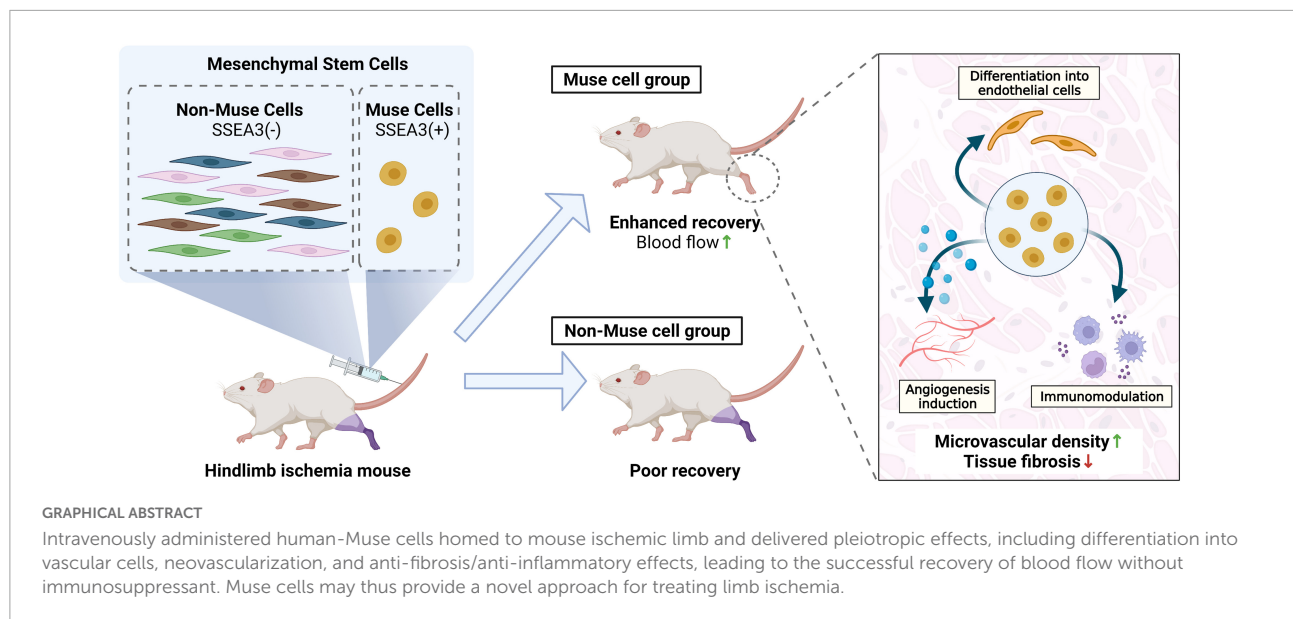 Mesenchymal Stem Cells
Non-Muse Cells
SSEA3(-)
Muse Cells
SSEA3(+)
Hindlimb ischemia mouse
Muse cell group
Enhanced recovery
Blood flow↑
Non-Muse cell group
Poor recovery
Differentiation into
endothelial cells
Angiogenesis
induction
Immunomodulation
Microvascular density↑
Tissue fibrosis↓
GRAPHICAL ABSTRACT
Intravenously administered human-Muse cells homed to mouse ischemic limb and delivered pleiotropic effects, including differentiation into
vascular cells, neovascularization, and anti-fibrosis/anti-inflammatory effects, leading to the successful recovery of blood flow without
immunosuppressant. Muse cells may thus provide a novel approach for treating limb ischemia.